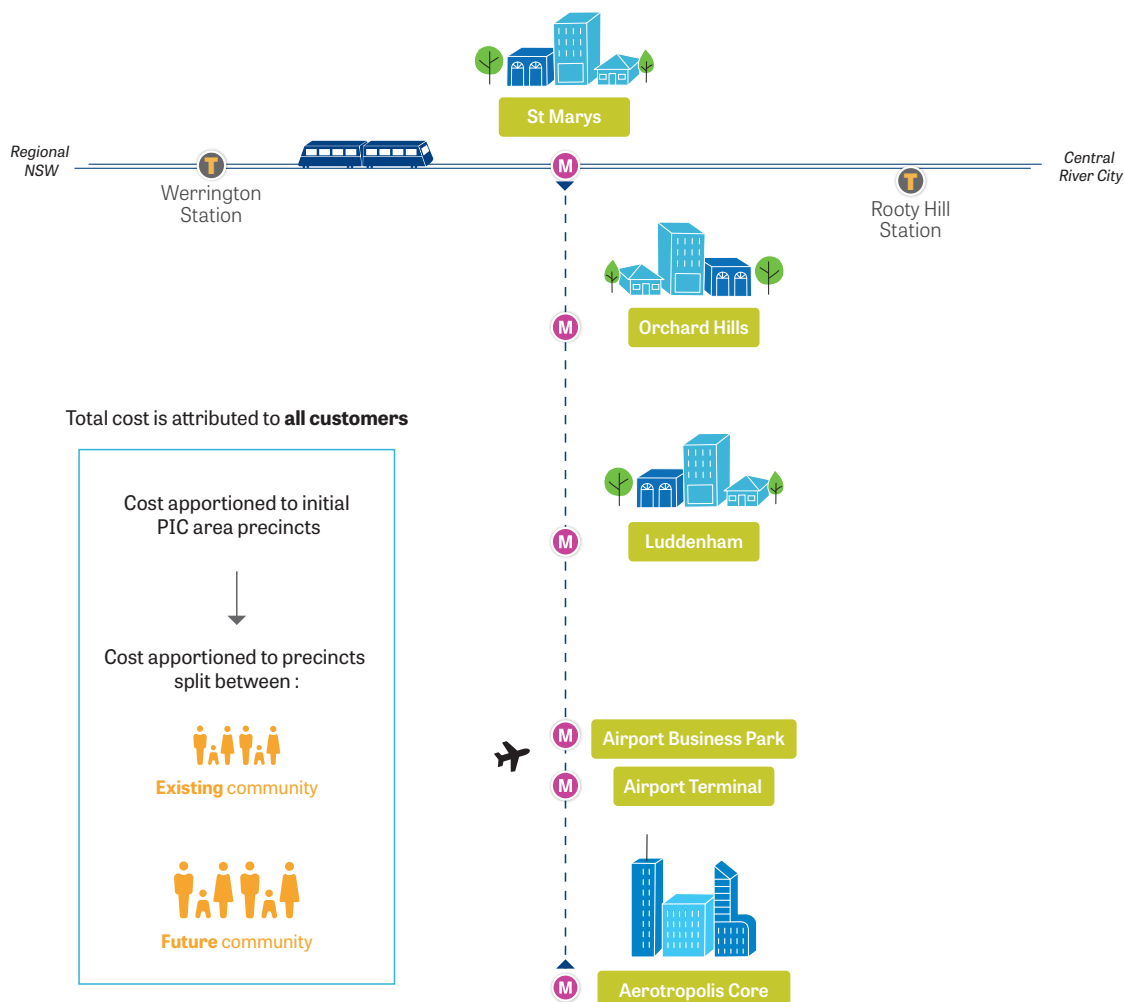 St Marys
Regional
NSW
T
M
Central
River City
Werrington
Station
T
Rooty Hill
Station
M
Orchard Hills
Total cost is attributed to all customers
Cost apportioned to initial
PIC area precincts
M
Luddenham
Cost apportioned to precincts
split between :
Existing community
Future community
M
Airport Business Park
M
Airport Terminal
M
Aerotropolis Core